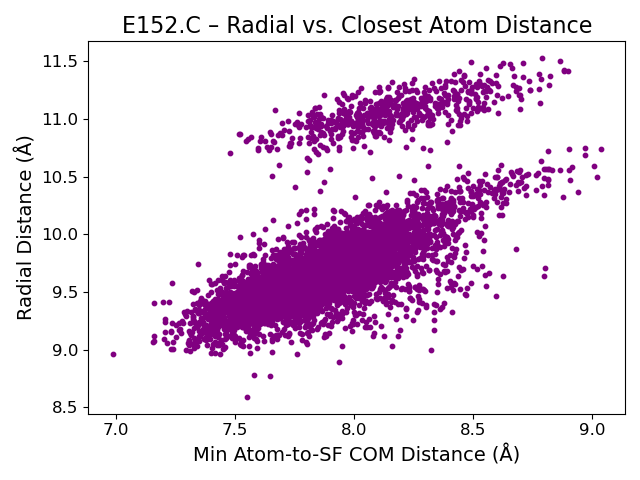 E152.C – Radial vs. Closest Atom Distance
11.5
11.0
10.5
10.0
9.5
9.0
8.5
Radial Distance (Å)
7.0 7.5 8.0 8.5 9.0
Min Atom-to-SF COM Distance (Å)